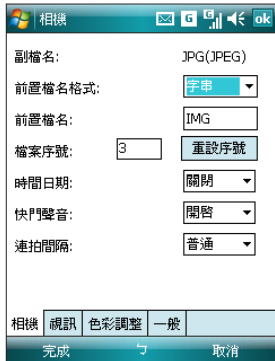 相機 ok
副檔名: JPG(JPEG)
前置檔名格式: 字串
前置檔名: IMG
檔案序號: 3 重設序號
時間日期: 關閉
快門聲音: 開啓
連拍間隔: 普通
相機 視訊 色彩調整 一般
完成 ㄅ 取消